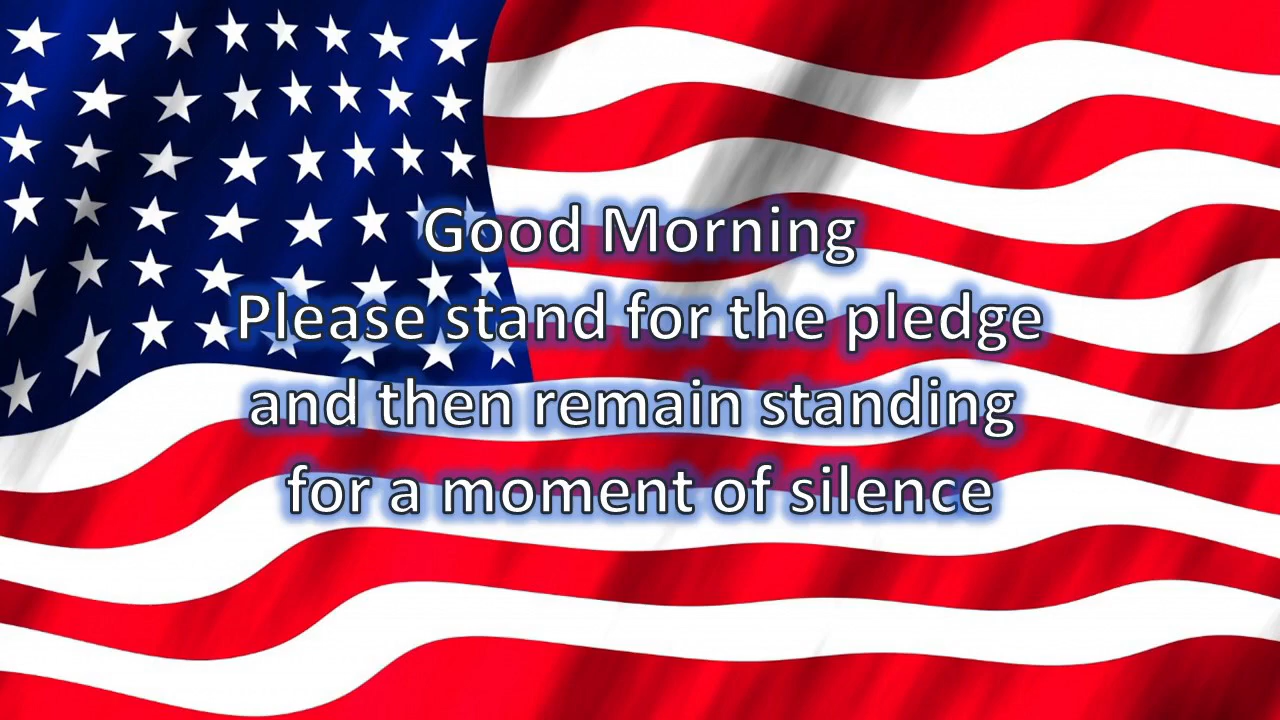 Good Morning
Please stand for the pledge
and then remain standing
for a moment of silence